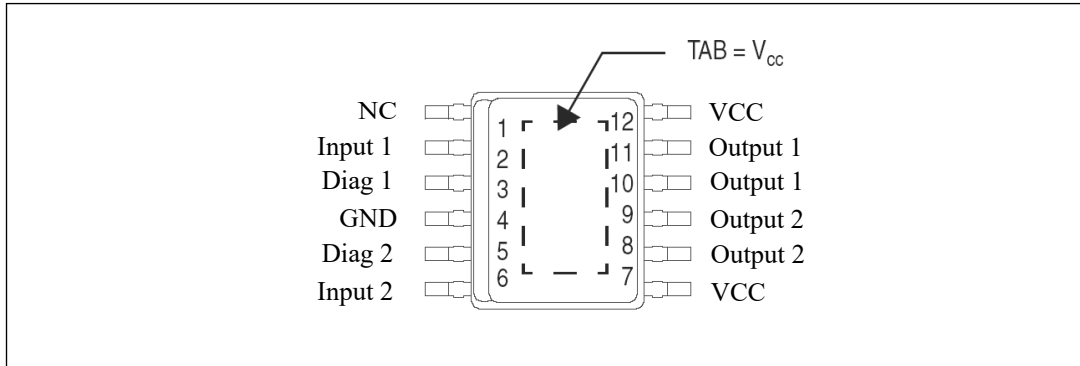 TAB = Vcc
NC 1 12 VCC
Input 1 2 11 Output 1
Diag 1 3 10 Output 1
GND 4 9 Output 2
Diag 2 5 8 Output 2
Input 2 6 7 VCC